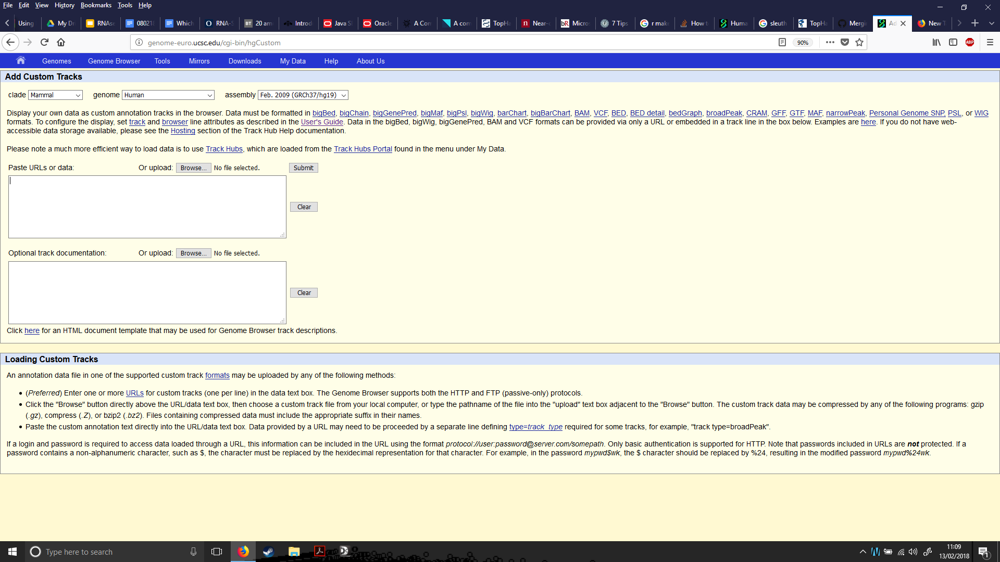 File Edit View History Bookmarks Tools Help
Using My Dr RNAse 08021 Which RNA-S 20 am Introd Java S Oracle A Con A com TopHa Near- Micro 7 Tips r make How t Huma sleuth TopHa Mergi Ad New T
genome-euro.ucsc.edu/cgi-bin/hgCustom 90% ABP
Genomes Genome Browser Tools Mirrors Downloads My Data Help About Us
Add Custom Tracks
clade Mammal genome Human assembly Feb. 2009 (GRCh37/hg19)
Display your own data as custom annotation tracks in the browser. Data must be formatted in bigBed, bigChain, bigGenePred, bigMaf, bigPsl, bigWig, barChart, bigBarChart, BAM, VCF, BED, BED detail, bedGraph, broadPeak, CRAM, GFF, GTF, MAF, narrowPeak, Personal Genome SNP, PSL, or WIG
formats. To configure the display, set track and browser line attributes as described in the User's Guide. Data in the bigBed, bigWig, bigGenePred, BAM and VCF formats can be provided via only a URL or embedded in a track line in the box below. Examples are here. If you do not have web-
accessible data storage available, please see the Hosting section of the Track Hub Help documentation.
Please note a much more efficient way to load data is to use Track Hubs, which are loaded from the Track Hubs Portal found in the menu under My Data.
Paste URLs or data: Or upload: Browse... No file selected. Submit
Clear
Optional track documentation: Or upload: Browse... No file selected.
Clear
Click here for an HTML document template that may be used for Genome Browser track descriptions.
Loading Custom Tracks
An annotation data file in one of the supported custom track formats may be uploaded by any of the following methods:
• (Preferred) Enter one or more URLs for custom tracks (one per line) in the data text box. The Genome Browser supports both the HTTP and FTP (passive-only) protocols.
• Click the "Browse" button directly above the URL/data text box, then choose a custom track file from your local computer, or type the pathname of the file into the "upload" text box adjacent to the "Browse" button. The custom track data may be compressed by any of the following programs: gzip
(.gz), compress (.Z), or bzip2 (.bz2). Files containing compressed data must include the appropriate suffix in their names.
• Paste the custom annotation text directly into the URL/data text box. Data provided by a URL may need to be proceeded by a separate line defining type=track_type required for some tracks, for example, "track type=broadPeak".
If a login and password is required to access data loaded through a URL, this information can be included in the URL using the format protocol://user:password@server.com/somepath. Only basic authentication is supported for HTTP. Note that passwords included in URLs are not protected. If a
password contains a non-alphanumeric character, such as $, the character must be replaced by the hexidecimal representation for that character. For example, in the password mypwd$wk, the $ character should be replaced by %24, resulting in the modified password mypwd%24wk.
Type here to search
11:09
13/02/2018
1